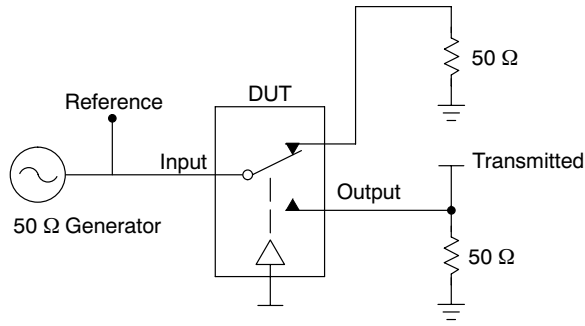 50 Ω
DUT
Reference
Input
Transmitted
Output
50 Ω Generator
50 Ω